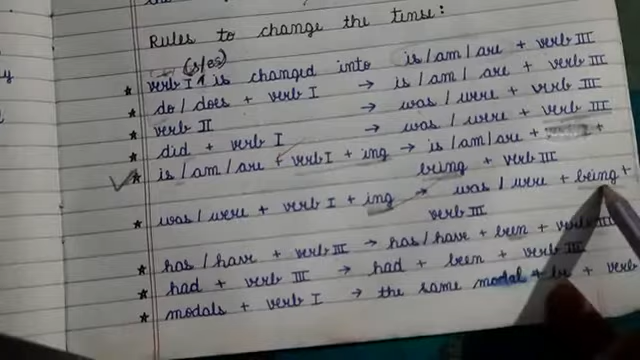 the
Rules to change the tense:
(s/es)
* verb I ^ is changed into is/am/are + verb III
* do/does + verb I → is/am/are + verb III
* verb II → was/were + verb III
* did + verb I → was/were + verb III
* is/am/are + verb I + ing → is/am/are + +
being + verb III
* was/were + verb I + ing → was/were + being +
verb III
* has/have + verb III → has/have + been + verb III
* had + verb III → had + been + verb III
* modals + verb I → the same modal + be + verb